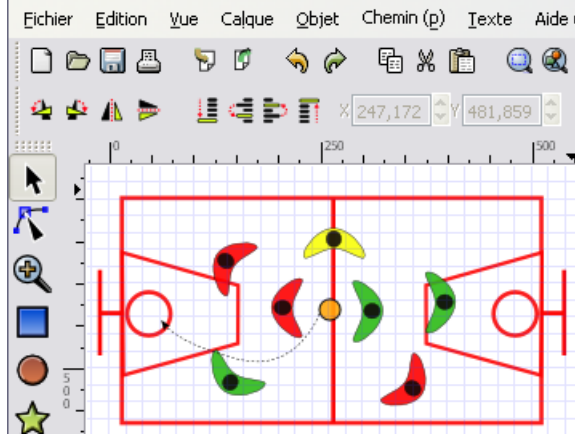 Fichier Edition Vue Calque Objet Chemin (p) Texte Aide
X 247,172 Y 481,859
0 250 500
500